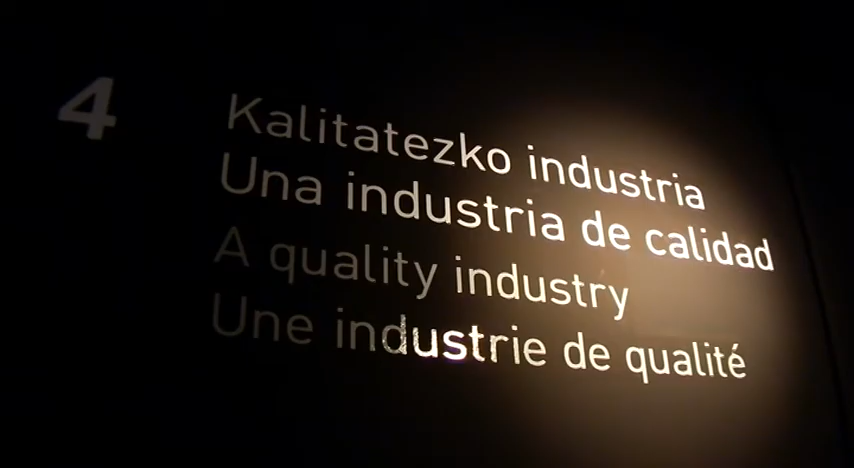 4
Kalitatezko industria
Una industria de calidad
A quality industry
Une industrie de qualité